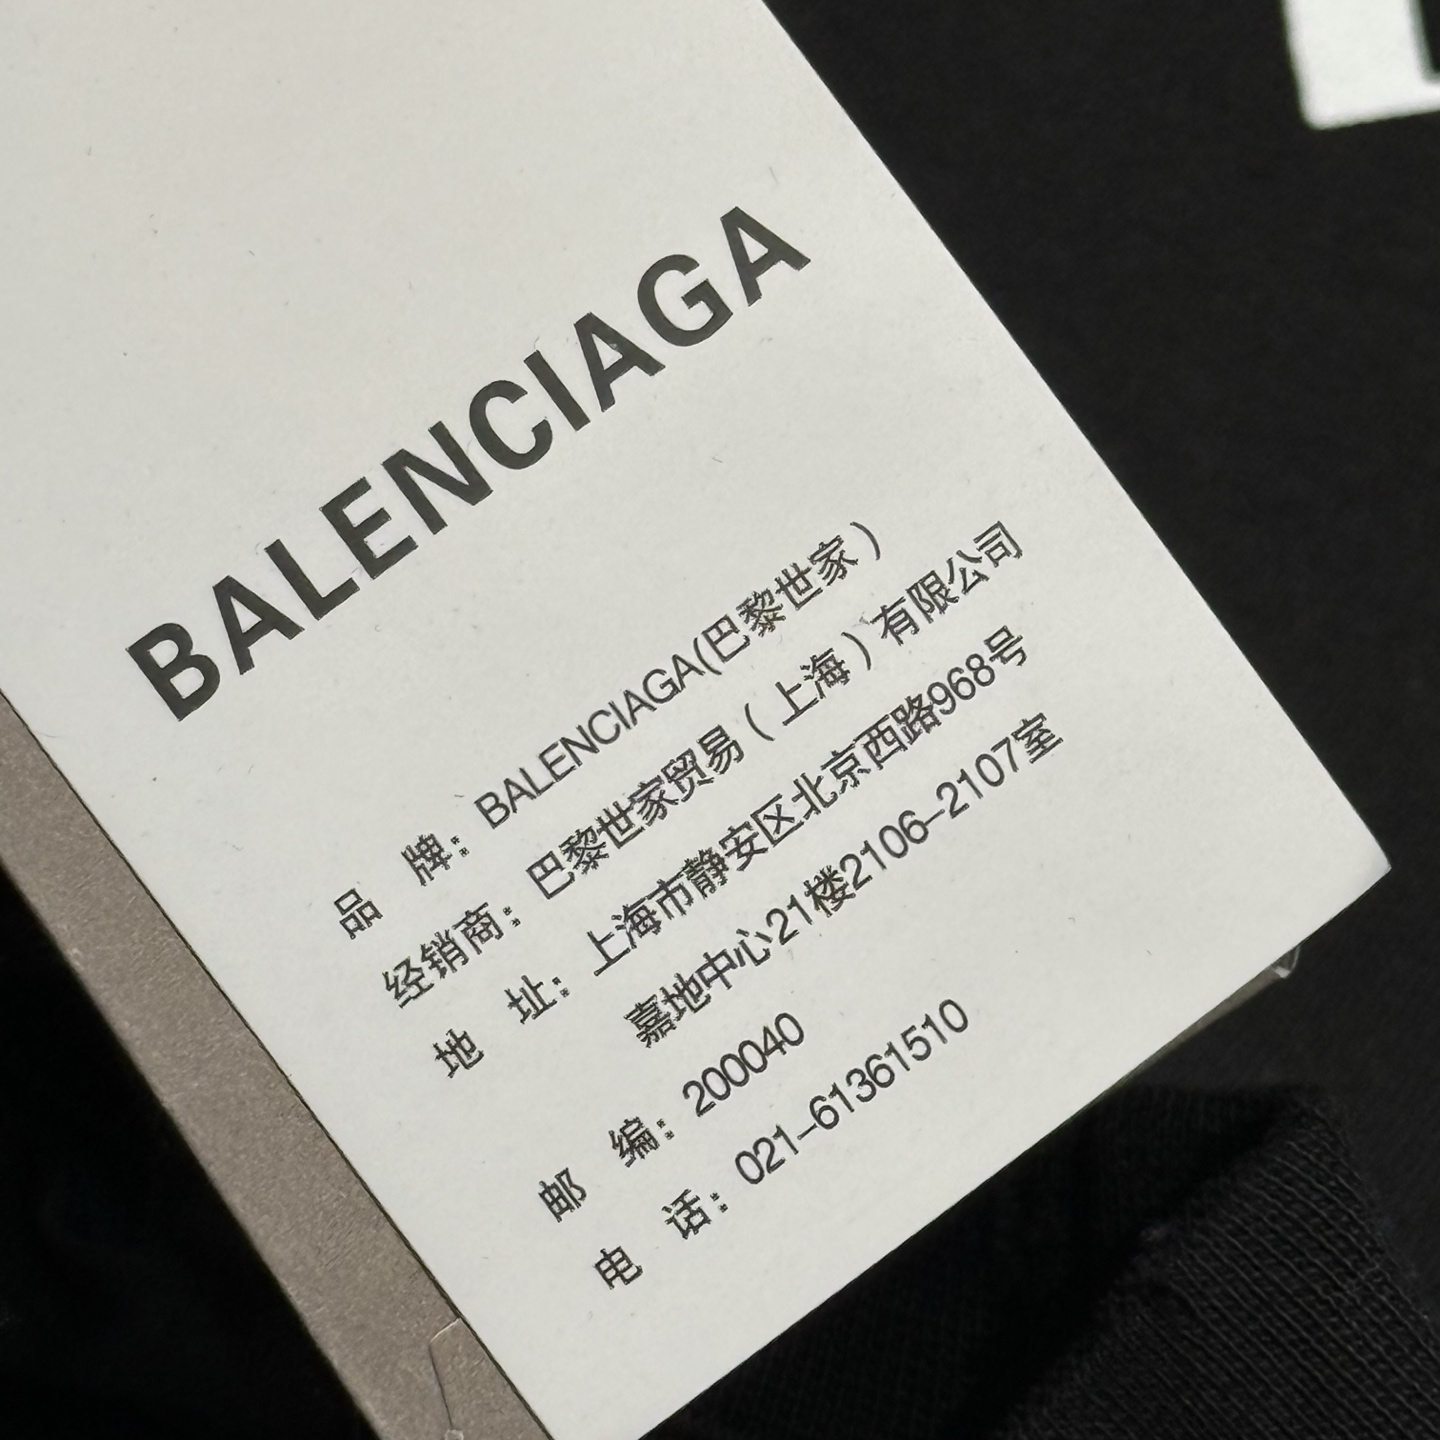 BALENCIAGA
品 牌：BALENCIAGA(巴黎世家）
经销商：巴黎世家贸易（上海）有限公司
地 址：上海市静安区北京西路968号
嘉地中心21楼2106-2107室
邮 编：200040
电 话：021-61361510